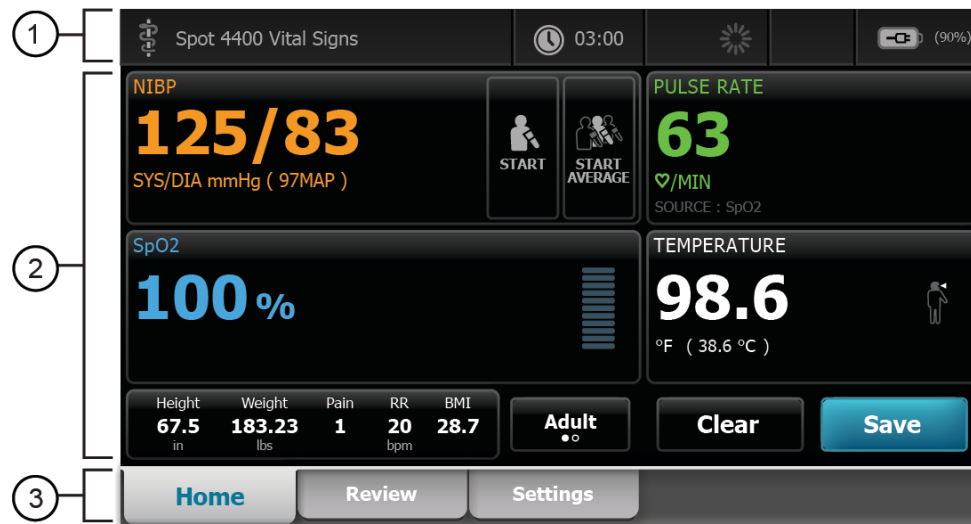 1
Spot 4400 Vital Signs
03:00
(90%)
2
NIBP
125/83
SYS/DIA mmHg ( 97MAP )
START
START
AVERAGE
PULSE RATE
63
/MIN
SOURCE : SpO2
SpO2
100 %
TEMPERATURE
98.6
°F ( 38.6 °C )
Height Weight Pain RR BMI
67.5 183.23 1 20 28.7
in lbs bpm
Adult
Clear
Save
3
Home
Review
Settings